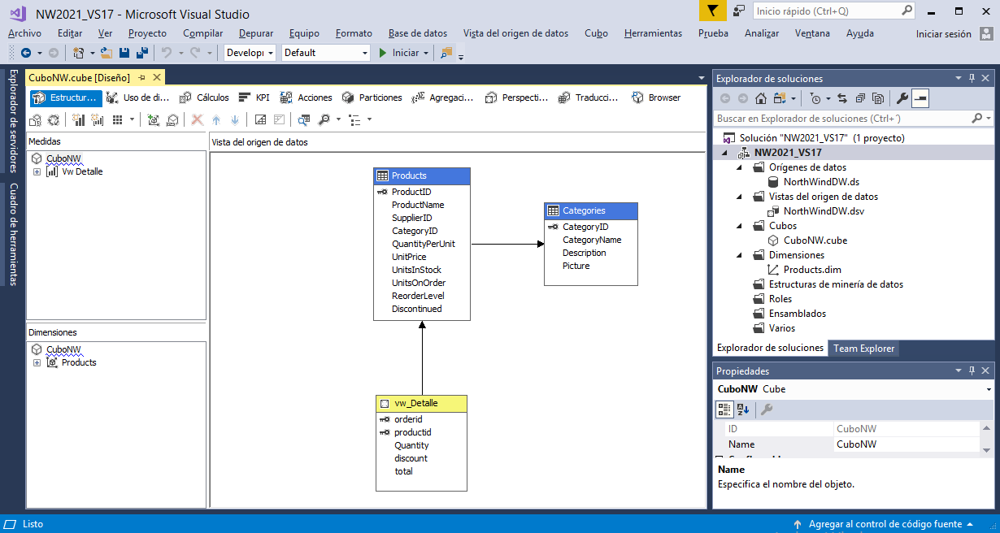 NW2021_VS17 - Microsoft Visual Studio
Inicio rápido (Ctrl+Q)
Archivo Editar Ver Proyecto Compilar Depurar Equipo Formato Base de datos Vista del origen de datos Cubo Herramientas Prueba Analizar Ventana Ayuda Iniciar sesión
Developi Default Iniciar
Explorador de servidores
Cuadro de herramientas
CuboNW.cube [Diseño]
Estructur... Uso de di... Cálculos KPI Acciones Particiones Agregaci... Perspecti... Traducci... Browser
Medidas
CuboNW
Vw Detalle
Dimensiones
CuboNW
Products
Vista del origen de datos
Products
ProductID
ProductName
SupplierID
CategoryID
QuantityPerUnit
UnitPrice
UnitsInStock
UnitsOnOrder
ReorderLevel
Discontinued
Categories
CategoryID
CategoryName
Description
Picture
vw_Detalle
orderid
productid
Quantity
discount
total
Explorador de soluciones
Buscar en Explorador de soluciones (Ctrl+´)
Solución "NW2021_VS17" (1 proyecto)
NW2021_VS17
Orígenes de datos
NorthWindDW.ds
Vistas del origen de datos
NorthWindDW.dsv
Cubos
CuboNW.cube
Dimensiones
Products.dim
Estructuras de minería de datos
Roles
Ensamblados
Varios
Explorador de soluciones Team Explorer
Propiedades
CuboNW Cube
ID CuboNW
Name CuboNW
Name
Especifica el nombre del objeto.
Listo
Agregar al control de código fuente